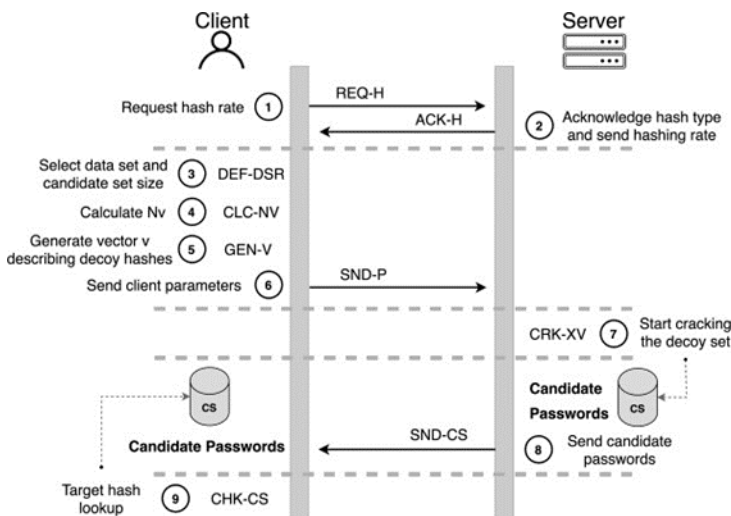 Client
Server
Request hash rate
1
REQ-H
ACK-H
2
Acknowledge hash type
and send hashing rate
Select data set and
candidate set size
3
DEF-DSR
Calculate Nv
4
CLC-NV
Generate vector v
describing decoy hashes
5
GEN-V
Send client parameters
6
SND-P
CRK-XV
7
Start cracking
the decoy set
CS
Candidate Passwords
Candidate
Passwords
CS
SND-CS
8
Send candidate
passwords
Target hash
lookup
9
CHK-CS